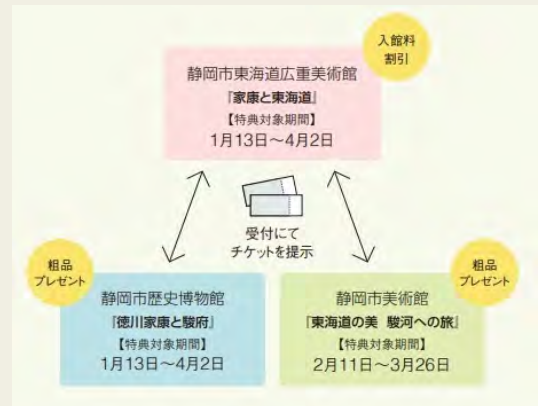 入館料
割引
静岡市東海道広重美術館
『家康と東海道』
【特典対象期間】
1月13日～4月2日
受付にて
チケットを提示
粗品
プレゼント
静岡市歴史博物館
『徳川家康と駿府』
【特典対象期間】
1月13日～4月2日
粗品
プレゼント
静岡市美術館
『東海道の美 駿河への旅』
【特典対象期間】
2月11日～3月26日